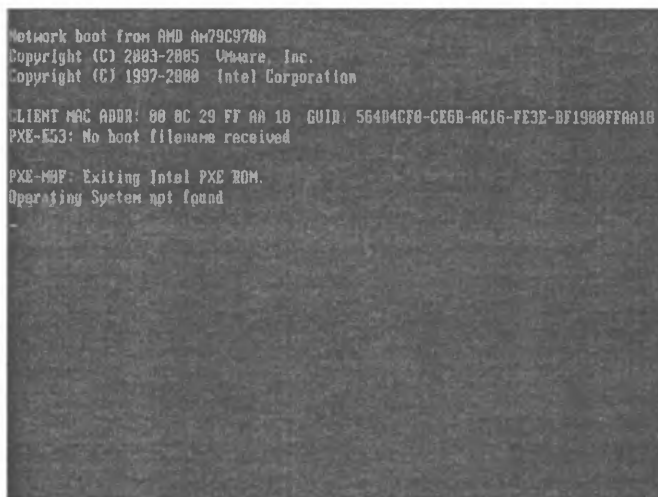 Network boot from AMD Am79C970A
Copyright (C) 2003-2005 VMware, Inc.
Copyright (C) 1997-2000 Intel Corporation
CLIENT MAC ADDR: 00 0C 29 FF AA 10 GUID: 564D4CF0-CE6B-AC16-FE3E-BF1980FFAA10
PXE-E53: No boot filename received
PXE-M0F: Exiting Intel PXE ROM.
Operating System not found